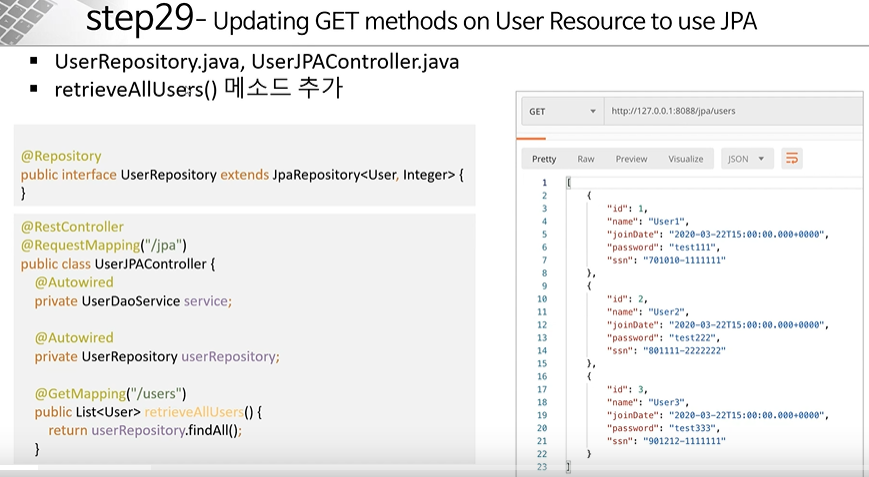 step29- Updating GET methods on User Resource to use JPA
▪ UserRepository.java, UserJPAController.java
▪ retrieveAllUsers() 메소드 추가
@Repository
public interface UserRepository extends JpaRepository<User, Integer> {
}
@RestController
@RequestMapping("/jpa")
public class UserJPAController {
@Autowired
private UserDaoService service;
@Autowired
private UserRepository userRepository;
@GetMapping("/users")
public List<User> retrieveAllUsers() {
return userRepository.findAll();
}
GET http://127.0.0.1:8088/jpa/users
Pretty Raw Preview Visualize JSON
1 [
2 {
3 "id": 1,
4 "name": "User1",
5 "joinDate": "2020-03-22T15:00:00.000+0000",
6 "password": "test111",
7 "ssn": "701010-1111111"
8 },
9 {
10 "id": 2,
11 "name": "User2",
12 "joinDate": "2020-03-22T15:00:00.000+0000",
13 "password": "test222",
14 "ssn": "801111-2222222"
15 },
16 {
17 "id": 3,
18 "name": "User3",
19 "joinDate": "2020-03-22T15:00:00.000+0000",
20 "password": "test333",
21 "ssn": "901212-1111111"
22 }
23 ]